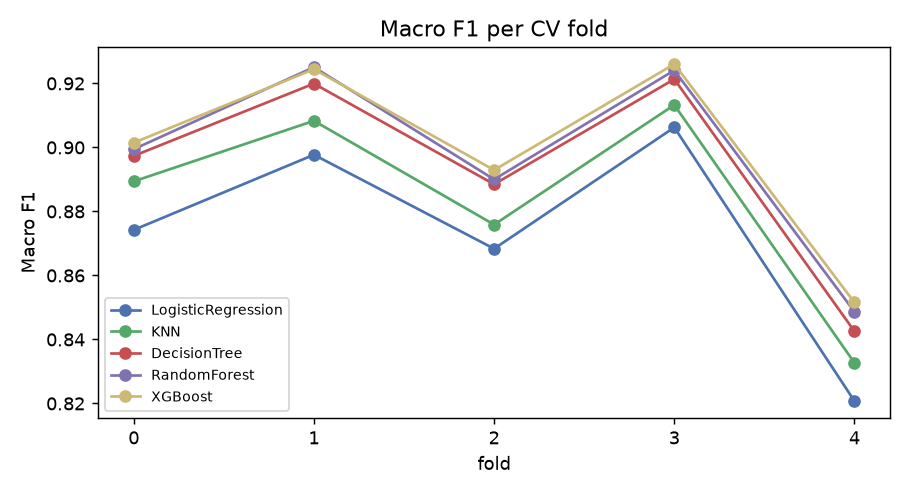 Macro F1 per CV fold
Macro F1
0.92
0.90
0.88
0.86
0.84
0.82
LogisticRegression
KNN
DecisionTree
RandomForest
XGBoost
0 1 2 3 4
fold